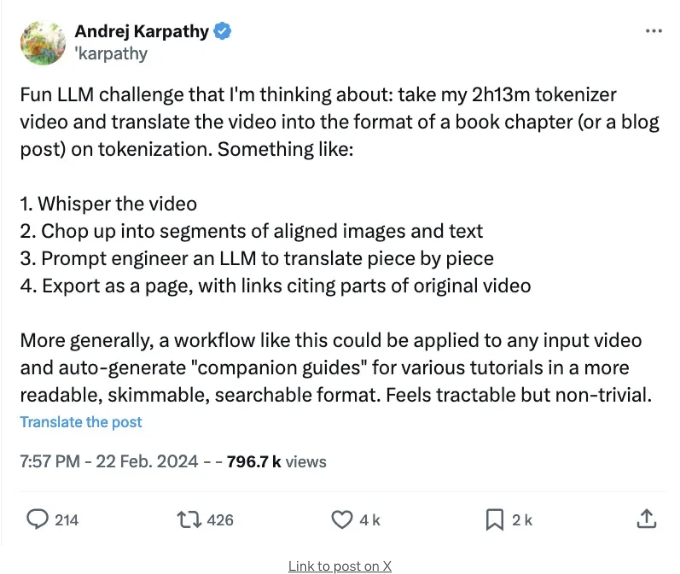 Andrej Karpathy
'karpathy
Fun LLM challenge that I'm thinking about: take my 2h13m tokenizer
video and translate the video into the format of a book chapter (or a blog
post) on tokenization. Something like:
1. Whisper the video
2. Chop up into segments of aligned images and text
3. Prompt engineer an LLM to translate piece by piece
4. Export as a page, with links citing parts of original video
More generally, a workflow like this could be applied to any input video
and auto-generate "companion guides" for various tutorials in a more
readable, skimmable, searchable format. Feels tractable but non-trivial.
Translate the post
7:57 PM - 22 Feb. 2024 - - 796.7 k views
214 426 4 k 2 k
Link to post on X